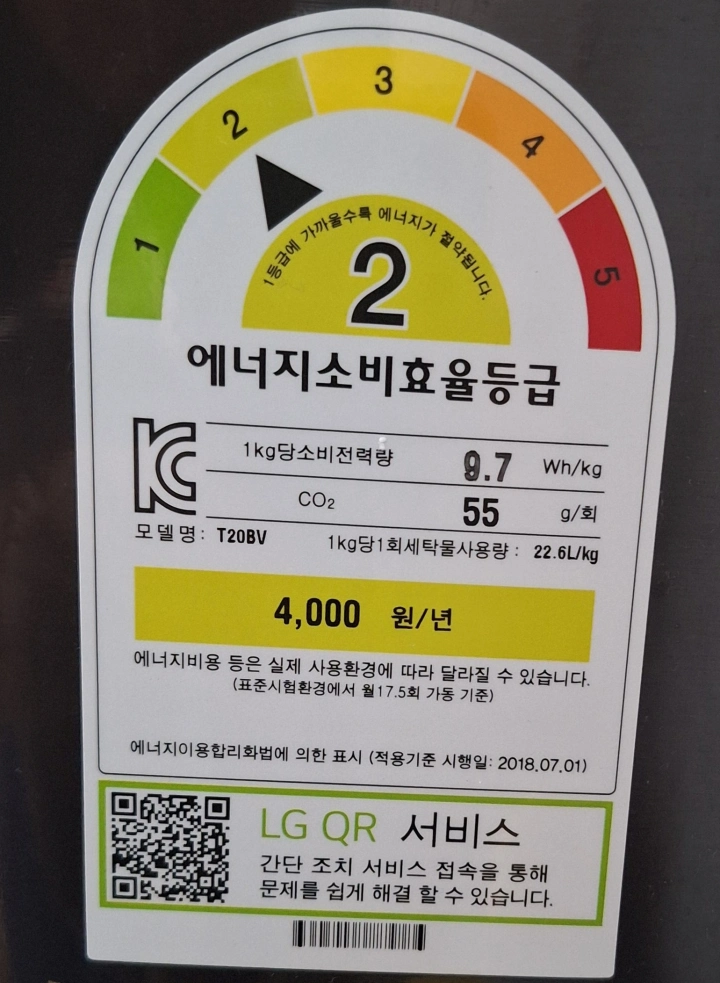 1
2
3
4
5
1등급에 가까울수록 에너지가 절약됩니다.
2
에너지소비효율등급
1kg당소비전력량 9.7 Wh/kg
CO₂ 55 g/회
모델명: T20BV 1kg당1회세탁물사용량: 22.6L/kg
4,000 원/년
에너지비용 등은 실제 사용환경에 따라 달라질 수 있습니다.
(표준시험환경에서 월17.5회 가동 기준)
에너지이용합리화법에 의한 표시 (적용기준 시행일: 2018.07.01)
LG QR 서비스
간단 조치 서비스 접속을 통해
문제를 쉽게 해결 할 수 있습니다.